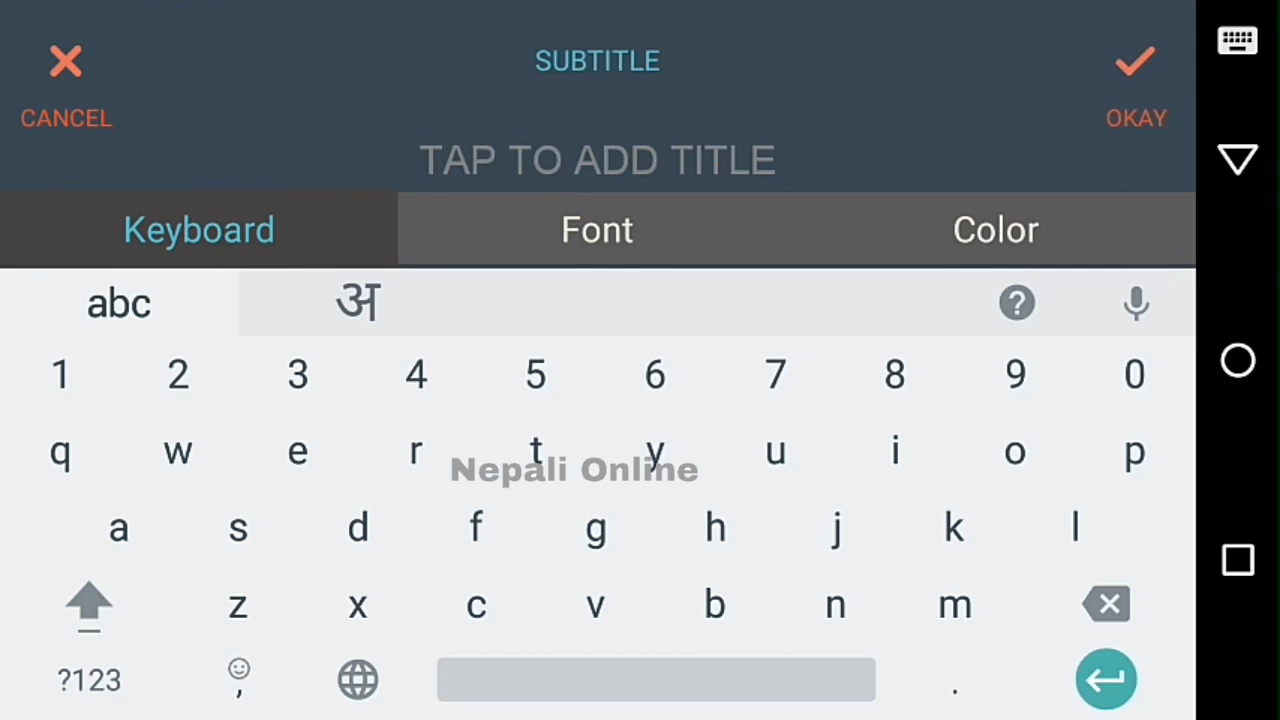 SUBTITLE
CANCEL
OKAY
TAP TO ADD TITLE
Keyboard Font Color
abc अ ?
1 2 3 4 5 6 7 8 9 0
q w e r t y u i o p
Nepali Online
a s d f g h j k l
z x c v b n m
?123 , .